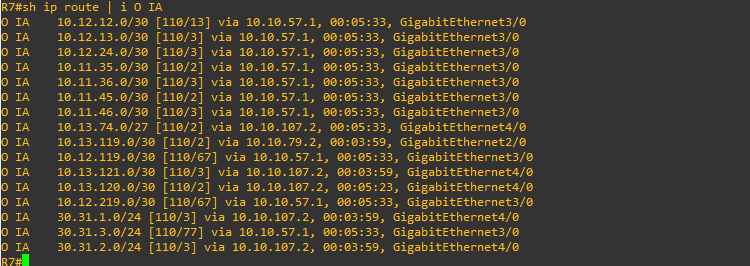 R7#sh ip route | i O IA
O IA    10.12.12.0/30 [110/13] via 10.10.57.1, 00:05:33, GigabitEthernet3/0
O IA    10.12.13.0/30 [110/3] via 10.10.57.1, 00:05:33, GigabitEthernet3/0
O IA    10.12.24.0/30 [110/3] via 10.10.57.1, 00:05:33, GigabitEthernet3/0
O IA    10.11.35.0/30 [110/2] via 10.10.57.1, 00:05:33, GigabitEthernet3/0
O IA    10.11.36.0/30 [110/3] via 10.10.57.1, 00:05:33, GigabitEthernet3/0
O IA    10.11.45.0/30 [110/2] via 10.10.57.1, 00:05:33, GigabitEthernet3/0
O IA    10.11.46.0/30 [110/3] via 10.10.57.1, 00:05:33, GigabitEthernet3/0
O IA    10.13.74.0/27 [110/2] via 10.10.107.2, 00:05:33, GigabitEthernet4/0
O IA    10.13.119.0/30 [110/2] via 10.10.79.2, 00:03:59, GigabitEthernet2/0
O IA    10.12.119.0/30 [110/67] via 10.10.57.1, 00:05:33, GigabitEthernet3/0
O IA    10.13.121.0/30 [110/3] via 10.10.107.2, 00:03:59, GigabitEthernet4/0
O IA    10.13.120.0/30 [110/2] via 10.10.107.2, 00:05:23, GigabitEthernet4/0
O IA    10.12.219.0/30 [110/67] via 10.10.57.1, 00:05:33, GigabitEthernet3/0
O IA    30.31.1.0/24 [110/3] via 10.10.107.2, 00:03:59, GigabitEthernet4/0
O IA    30.31.3.0/24 [110/77] via 10.10.57.1, 00:05:33, GigabitEthernet3/0
O IA    30.31.2.0/24 [110/3] via 10.10.107.2, 00:03:59, GigabitEthernet4/0
R7#